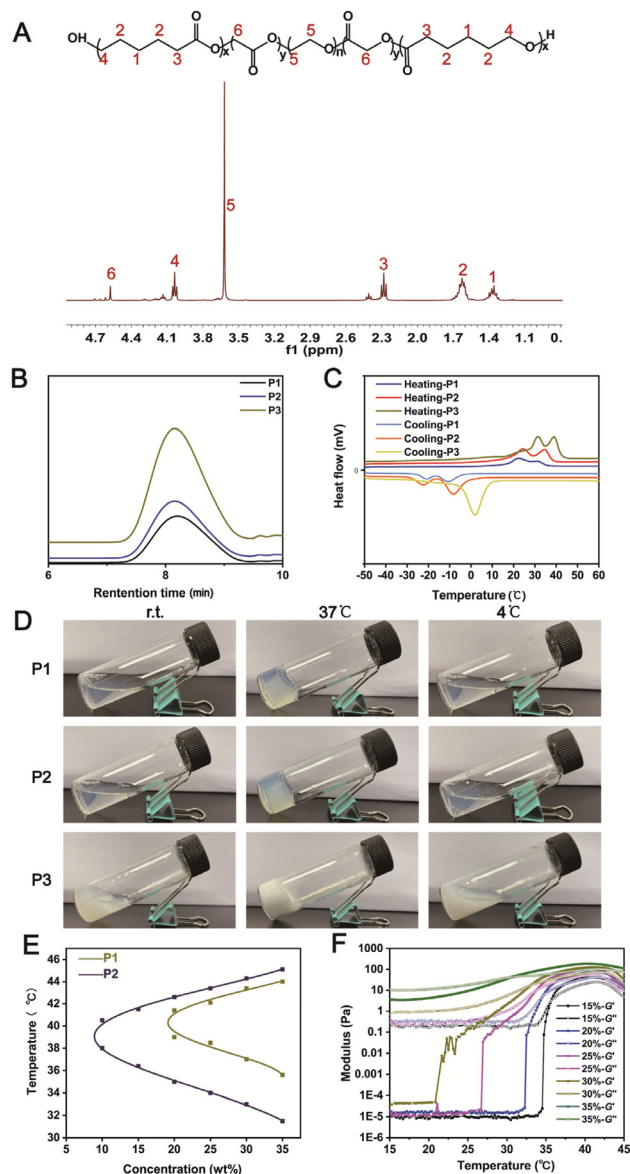 A
2 2 O 6 5 O 3 1 4 H
OH O x O y O n O y O x
4 1 3 O 5 6 O 2 2
5
4
3
2
6
1
4.7 4.1 3.8 3.5 3.2 2.9 2.6 2.3 2.0 1.7 1.4 1.1 0.
f1 (ppm)
B
P1
P2
P3
6 8 10
Rentention time (min)
C
Heating-P1
Heating-P2
Heating-P3
Cooling-P1
Cooling-P2
Cooling-P3
Heat flow (mV)
0
-50 -40 -30 -20 -10 0 10 20 30 40 50 60
Temperature (℃)
D
r.t. 37℃ 4℃
P1
P2
P3
E
P1
P2
Temperature (℃)
46
44
42
40
38
36
34
32
30
5 10 15 20 25 30 35
Concentration (wt%)
F
Modulus (Pa)
1000
100
10
1
0.1
0.01
0.001
1E-4
1E-5
1E-6
15%-G'
15%-G"
20%-G'
20%-G"
25%-G'
25%-G"
30%-G'
30%-G"
35%-G'
35%-G"
15 20 25 30 35 40 45
Temperature(℃)